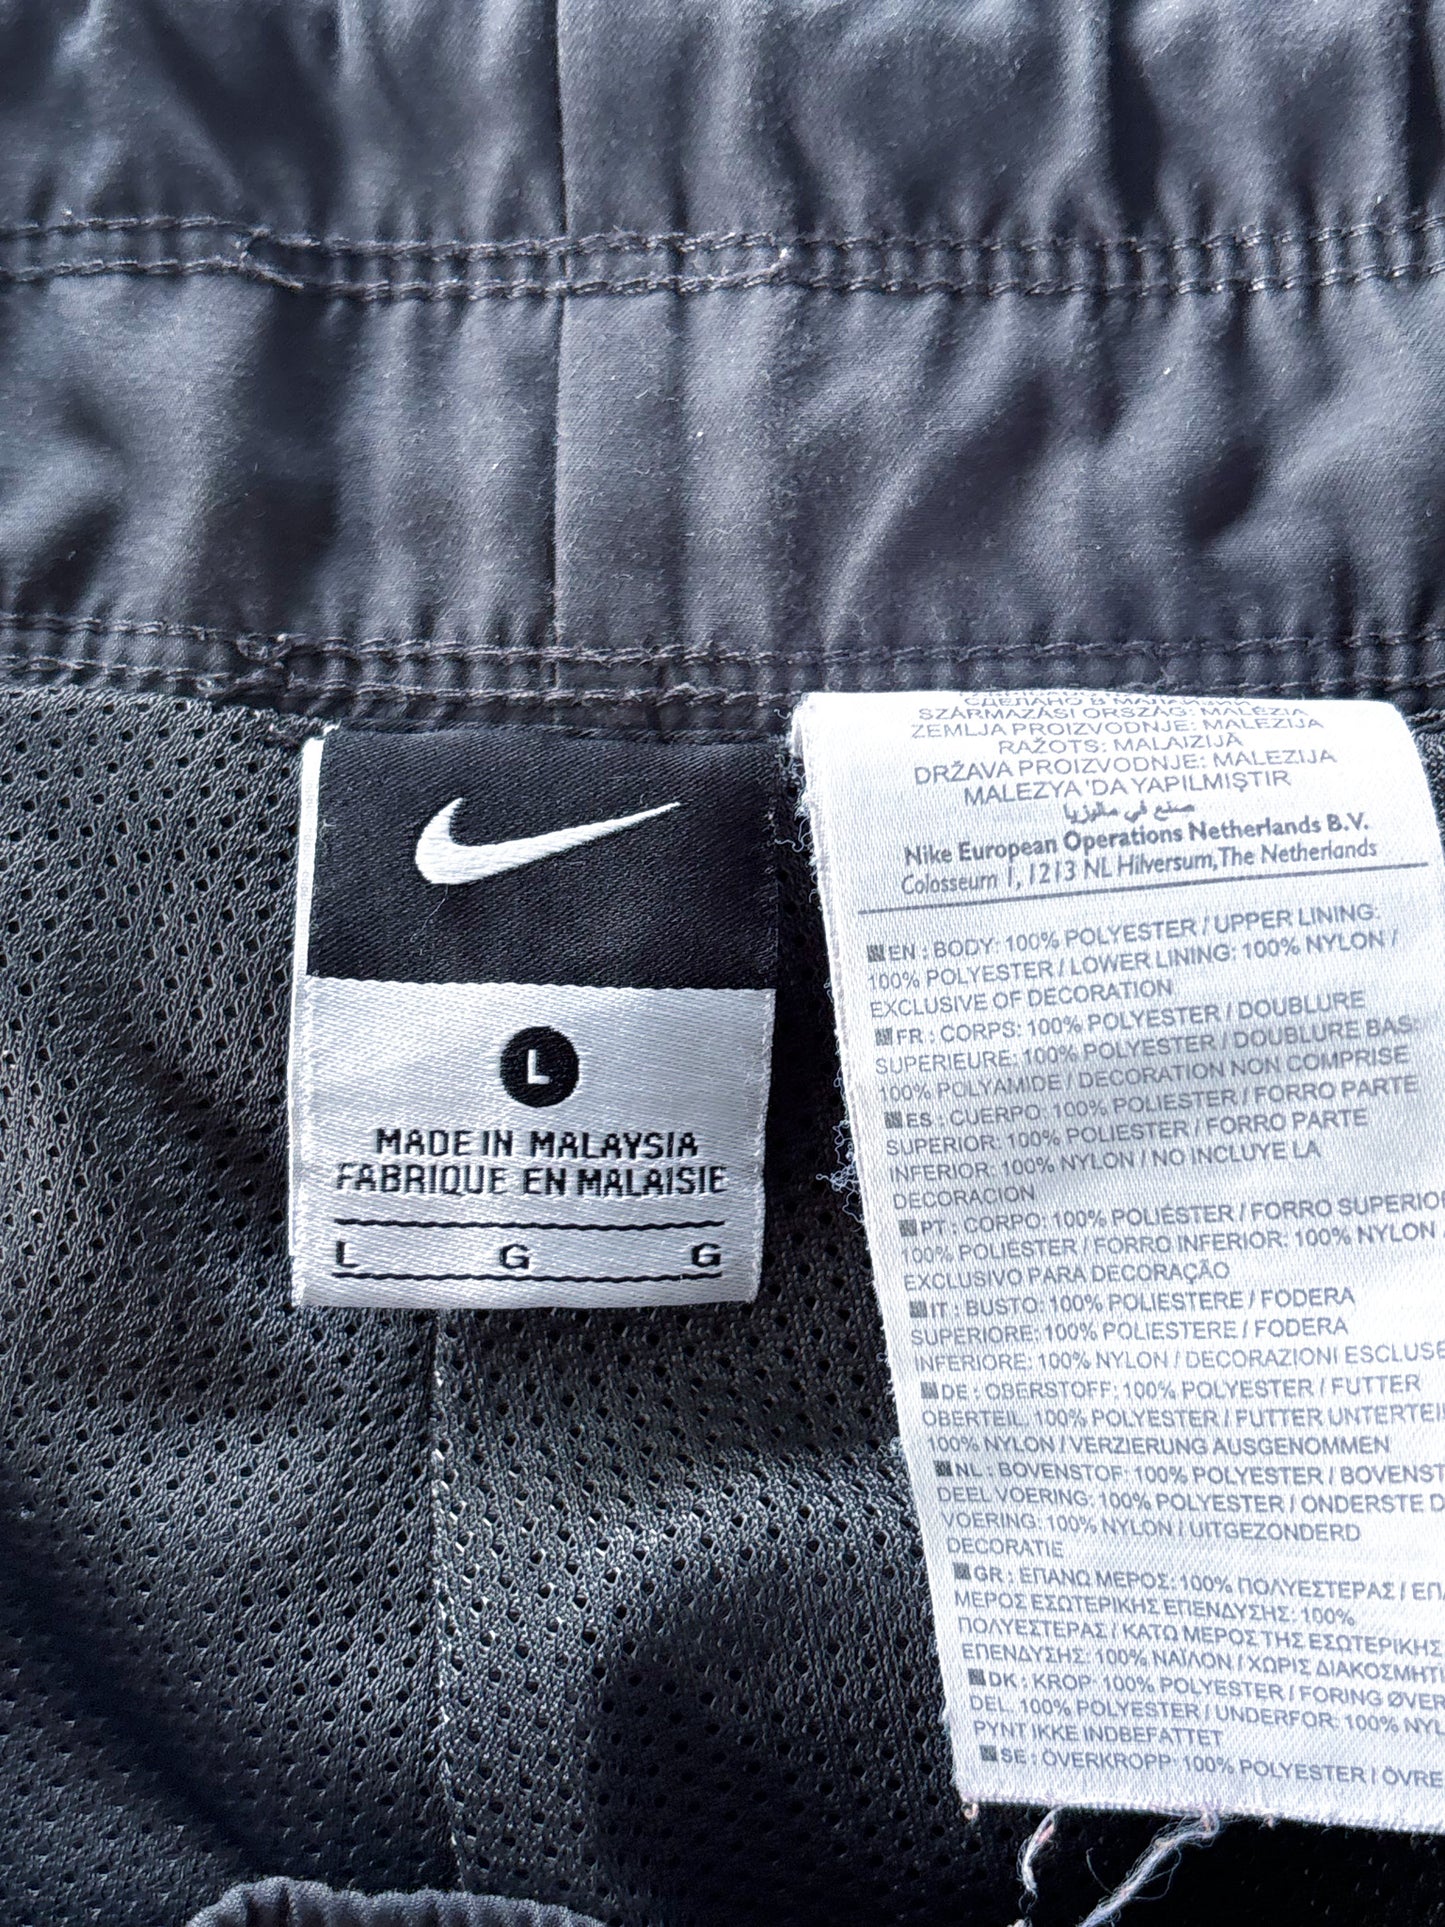 L
MADE IN MALAYSIA
FABRIQUE EN MALAISIE
L G G
СДЕЛАНО В МАЛАЙЗИИ
SZÁRMAZÁSI ORSZÁG: MALÉZIA
ZEMLJA PROIZVODNJE: MALEZIJA
RAŽOTS: MALAIZIJĀ
DRŽAVA PROIZVODNJE: MALEZIJA
MALEZYA 'DA YAPILMIŞTIR
صنع في ماليزيا
Nike European Operations Netherlands B.V.
Colosseum 1, 1213 NL Hilversum, The Netherlands
EN : BODY: 100% POLYESTER / UPPER LINING:
100% POLYESTER / LOWER LINING: 100% NYLON /
EXCLUSIVE OF DECORATION
FR : CORPS: 100% POLYESTER / DOUBLURE
SUPERIEURE: 100% POLYESTER / DOUBLURE BAS:
100% POLYAMIDE / DECORATION NON COMPRISE
ES : CUERPO: 100% POLIESTER / FORRO PARTE
SUPERIOR: 100% POLIESTER / FORRO PARTE
INFERIOR: 100% NYLON / NO INCLUYE LA
DECORACION
PT : CORPO: 100% POLIÉSTER / FORRO SUPERIO
100% POLIÉSTER / FORRO INFERIOR: 100% NYLON
EXCLUSIVO PARA DECORAÇÃO
IT : BUSTO: 100% POLIESTERE / FODERA
SUPERIORE: 100% POLIESTERE / FODERA
INFERIORE: 100% NYLON / DECORAZIONI ESCLUSE
DE : OBERSTOFF: 100% POLYESTER / FUTTER
OBERTEIL: 100% POLYESTER / FUTTER UNTERTEI
100% NYLON / VERZIERUNG AUSGENOMMEN
NL : BOVENSTOF: 100% POLYESTER / BOVENST
DEEL VOERING: 100% POLYESTER / ONDERSTE D
VOERING: 100% NYLON / UITGEZONDERD
DECORATIE
GR : ΕΠΑΝΩ ΜΕΡΟΣ: 100% ΠΟΛΥΕΣΤΕΡΑΣ / ΕΠΑ
ΜΕΡΟΣ ΕΣΩΤΕΡΙΚΗΣ ΕΠΕΝΔΥΣΗΣ: 100%
ΠΟΛΥΕΣΤΕΡΑΣ / ΚΑΤΩ ΜΕΡΟΣ ΤΗΣ ΕΣΩΤΕΡΙΚΗΣ
ΕΠΕΝΔΥΣΗΣ: 100% ΝΑΪΛΟΝ / ΧΩΡΙΣ ΔΙΑΚΟΣΜΗΤΙ
DK : KROP: 100% POLYESTER / FORING ØVER
DEL: 100% POLYESTER / UNDERFOR: 100% NYL
PYNT IKKE INDBEFATTET
SE : ÖVERKROPP: 100% POLYESTER / ÖVRE